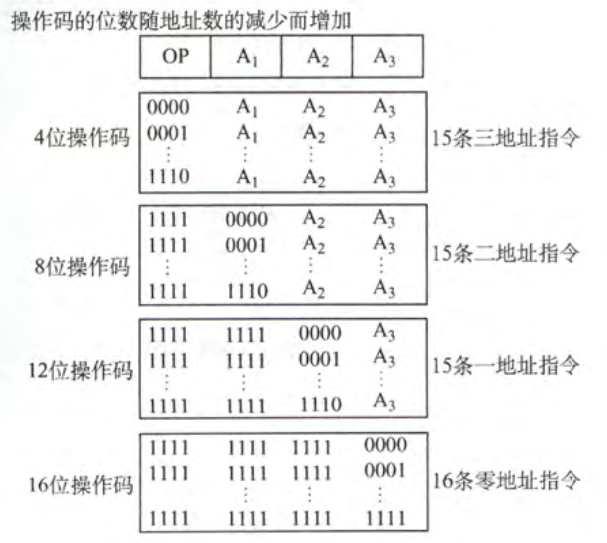 操作码的位数随地址数的减少而增加
OP A₁ A₂ A₃
0000 A₁ A₂ A₃
0001 A₁ A₂ A₃
4位操作码 ⋮ ⋮ ⋮ ⋮ 15条三地址指令
1110 A₁ A₂ A₃
1111 0000 A₂ A₃
1111 0001 A₂ A₃
8位操作码 ⋮ ⋮ ⋮ ⋮ 15条二地址指令
1111 1110 A₂ A₃
1111 1111 0000 A₃
1111 1111 0001 A₃
12位操作码 ⋮ ⋮ ⋮ ⋮ 15条一地址指令
1111 1111 1110 A₃
1111 1111 1111 0000
1111 1111 1111 0001
16位操作码 ⋮ ⋮ ⋮ 16条零地址指令
1111 1111 1111 1111